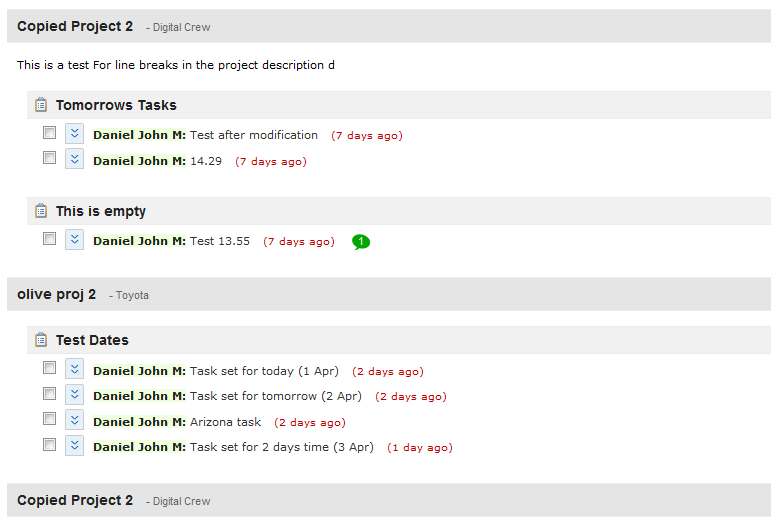 Copied Project 2 - Digital Crew
This is a test For line breaks in the project description d
Tomorrows Tasks
Daniel John M: Test after modification (7 days ago)
Daniel John M: 14.29 (7 days ago)
This is empty
Daniel John M: Test 13.55 (7 days ago) 1
olive proj 2 - Toyota
Test Dates
Daniel John M: Task set for today (1 Apr) (2 days ago)
Daniel John M: Task set for tomorrow (2 Apr) (2 days ago)
Daniel John M: Arizona task (2 days ago)
Daniel John M: Task set for 2 days time (3 Apr) (1 day ago)
Copied Project 2 - Digital Crew